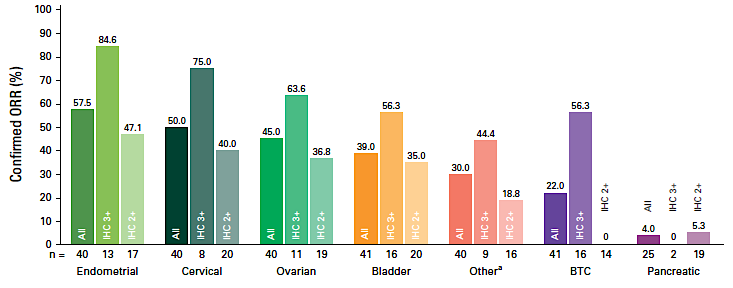 Confirmed ORR (%)
100
90
80
70
60
50
40
30
20
10
0
57.5 84.6 47.1 50.0 75.0 40.0 45.0 63.6 36.8 39.0 56.3 35.0 30.0 44.4 18.8 22.0 56.3 0 4.0 0 5.3
All IHC 3+ IHC 2+ All IHC 3+ IHC 2+ All IHC 3+ IHC 2+ All IHC 3+ IHC 2+ All IHC 3+ IHC 2+ All IHC 3+ IHC 2+ All IHC 3+ IHC 2+
n = 40 13 17 40 8 20 40 11 19 41 16 20 40 9 16 41 16 14 25 2 19
Endometrial Cervical Ovarian Bladder Otherᵃ BTC Pancreatic